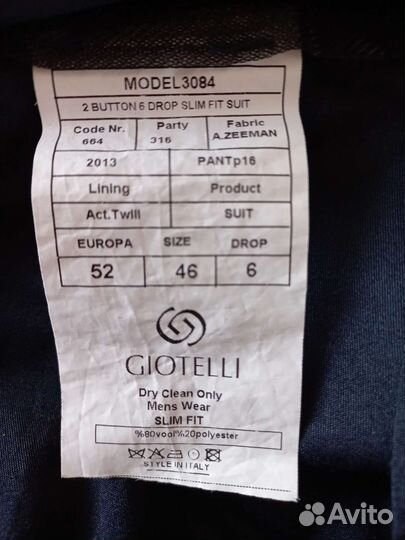 MODEL3084
2 BUTTON 6 DROP SLIM FIT SUIT
Code Nr. Party Fabric
664 316 A.ZEEMAN
2013 PANTp16
Lining Product
Act.Twill SUIT
EUROPA SIZE DROP
52 46 6
GIOTELLI
Dry Clean Only
Mens Wear
SLIM FIT
%80vool%20polyester
STYLE IN ITALY
Avito